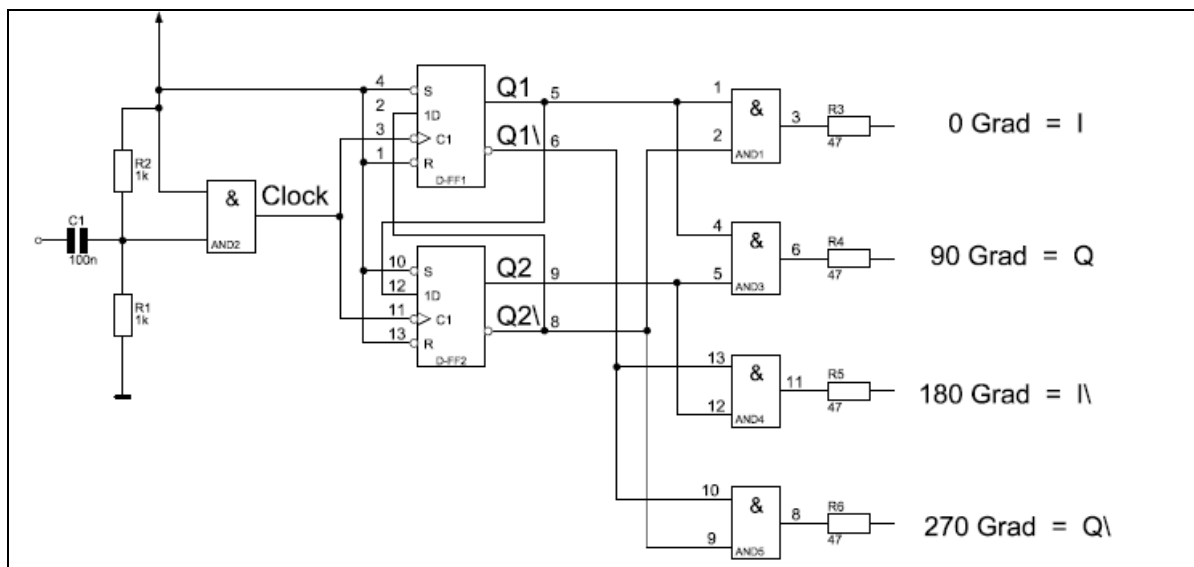 4 S Q1 5
2 1D
3 C1 Q1\ 6
1 R
D-FF1
1 & 3 R3
2 AND1 47
0 Grad = I
R2
1k
& Clock
AND2
C1
100n
R1
1k
10 S Q2 9
12 1D
11 C1 Q2\ 8
13 R
D-FF2
4 & 6 R4
5 AND3 47
90 Grad = Q
13 & 11 R5
12 AND4 47
180 Grad = I\
10 & 8 R6
9 AND5 47
270 Grad = Q\